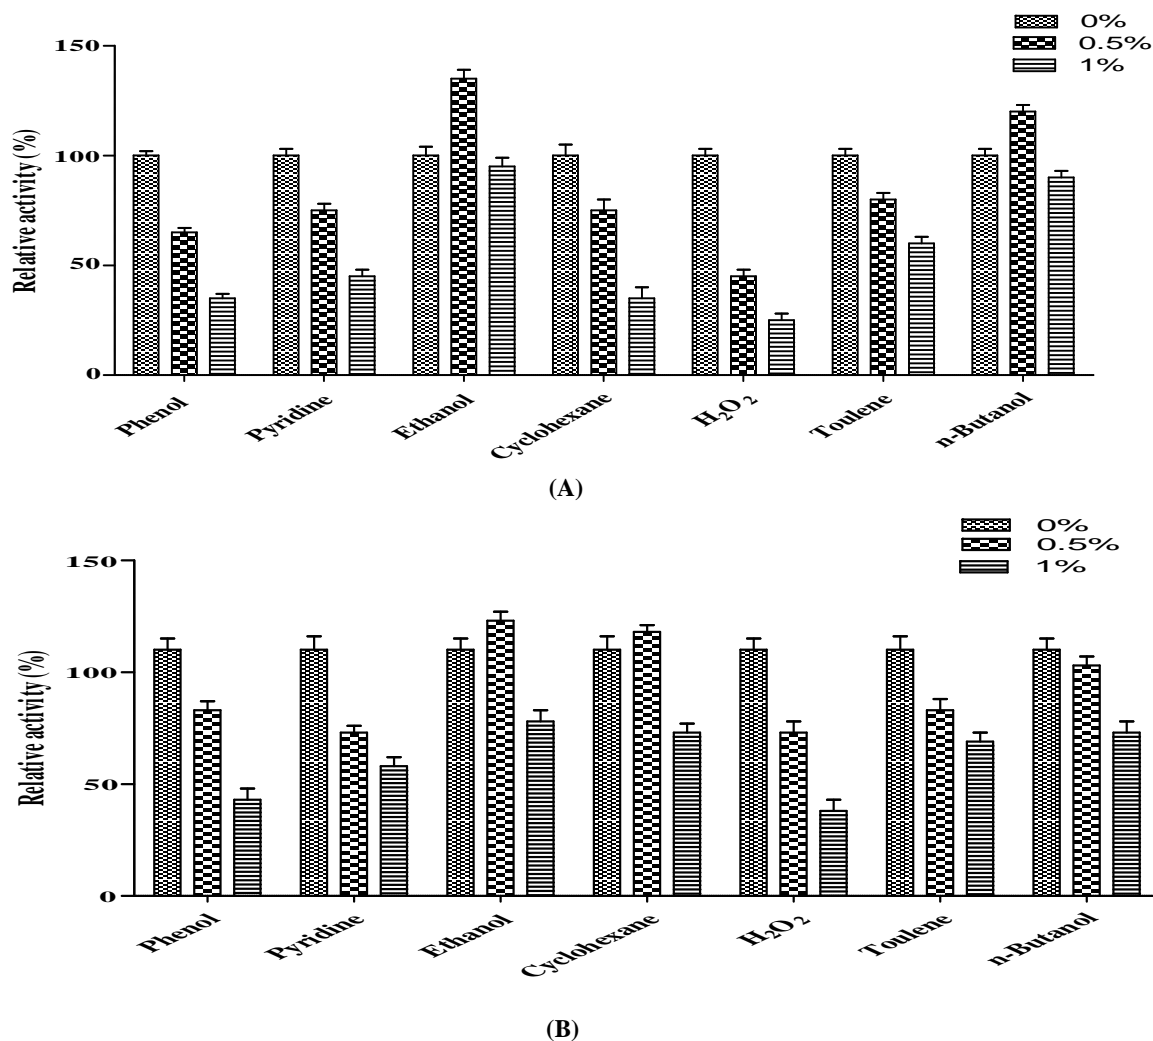 0%
0.5%
1%
150
100
50
0
Relative activity (%)
Phenol
Pyridine
Ethanol
Cyclohexane
H₂O₂
Toulene
n-Butanol
(A)
0%
0.5%
1%
150
100
50
0
Relative activity (%)
Phenol
Pyridine
Ethanol
Cyclohexane
H₂O₂
Toulene
n-Butanol
(B)